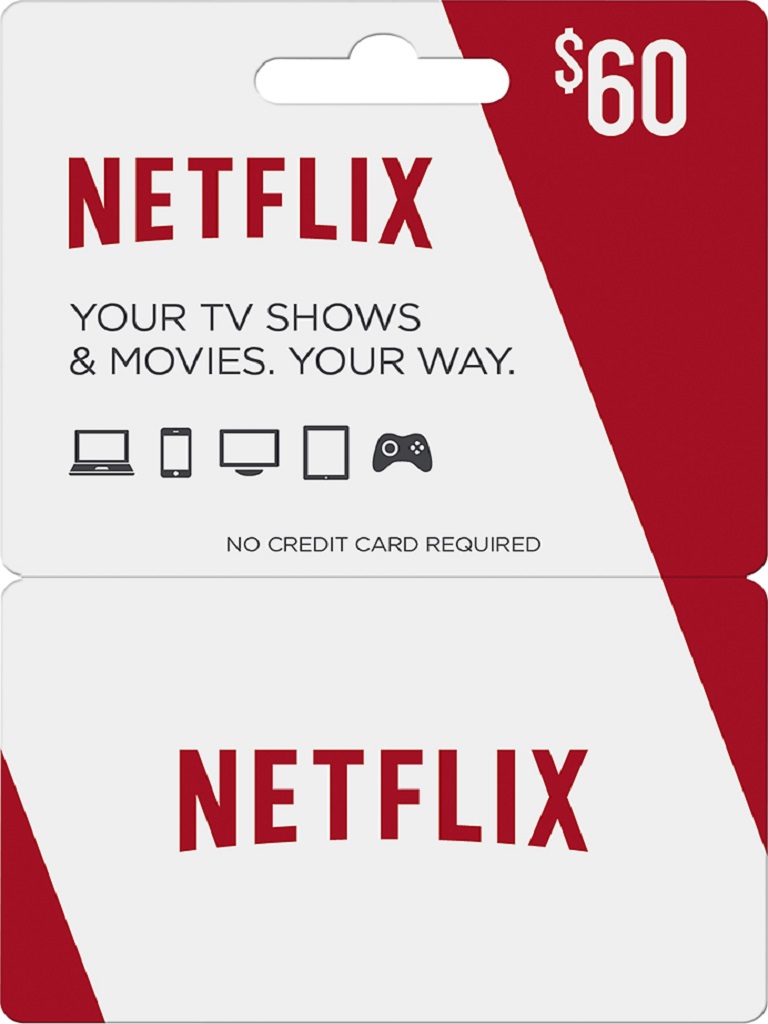 $60
NETFLIX
YOUR TV SHOWS
& MOVIES. YOUR WAY.
NO CREDIT CARD REQUIRED
NETFLIX